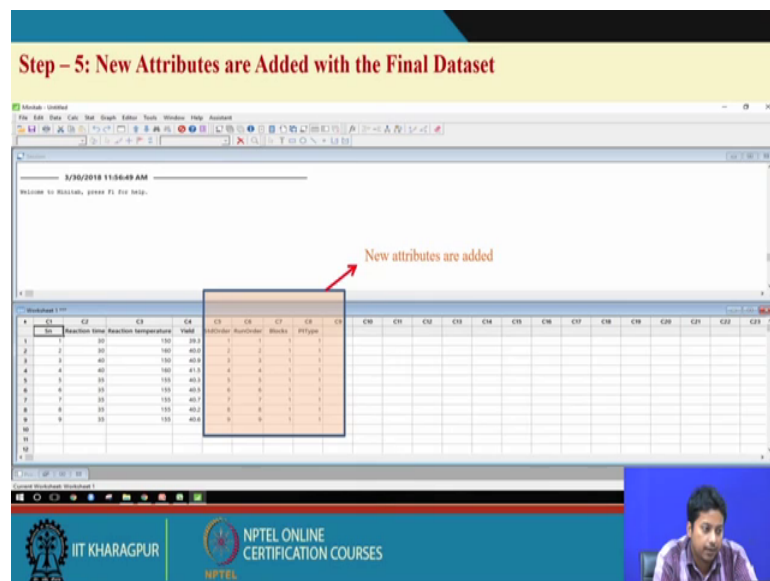 Step – 5: New Attributes are Added with the Final Dataset
Minitab - Untitled
File Edit Data Calc Stat Graph Editor Tools Window Help Assistant
3/30/2018 11:56:49 AM
Welcome to Minitab, press F1 for help.
New attributes are added
Worksheet 1 ***
C1 C2 C3 C4 C5 C6 C7 C8 C9 C10 C11 C12 C13 C14 C15 C16 C17 C18 C19 C20 C21 C22 C23
Sn Reaction time Reaction temperature Yield StdOrder RunOrder Blocks PtType
1 1 30 150 39.3 1 1 1 1
2 2 30 160 40.0 2 2 1 1
3 3 40 150 40.9 3 3 1 1
4 4 40 160 41.5 4 4 1 1
5 5 35 155 40.3 5 5 1 1
6 6 35 155 40.5 6 6 1 1
7 7 35 155 40.7 7 7 1 1
8 8 35 155 40.2 8 8 1 1
9 9 35 155 40.6 9 9 1 1
10
11
12
Current Worksheet: Worksheet 1
IIT KHARAGPUR
NPTEL
NPTEL ONLINE
CERTIFICATION COURSES